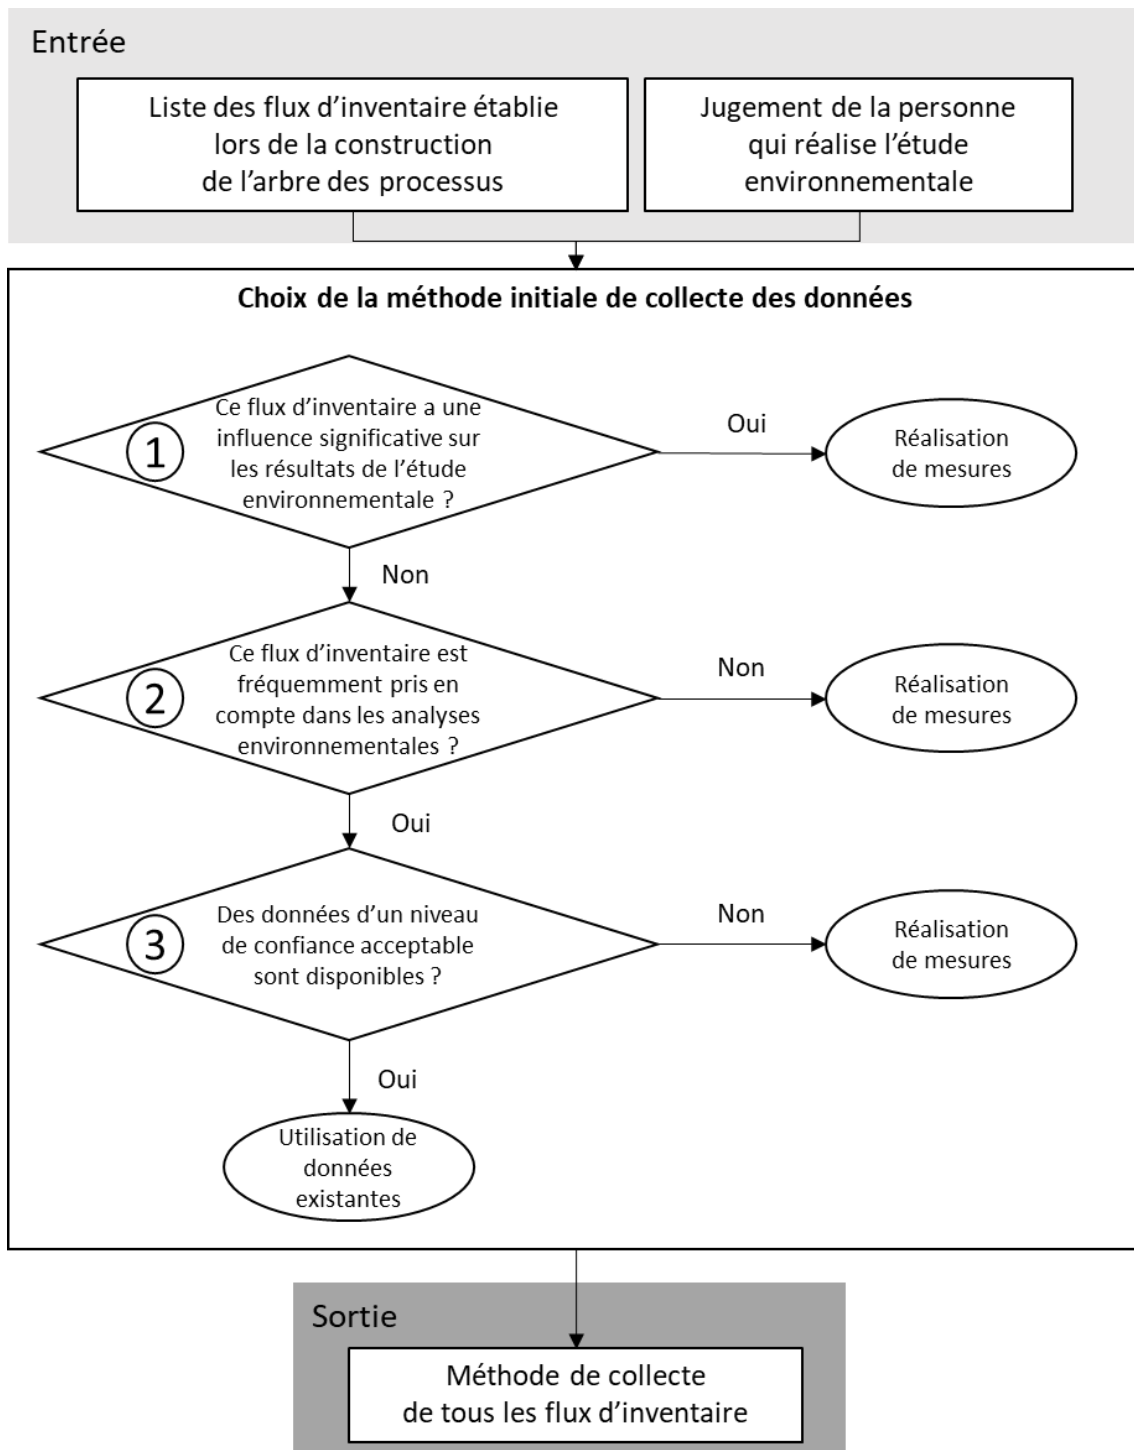 Entrée
Liste des flux d'inventaire établie
lors de la construction
de l'arbre des processus
Jugement de la personne
qui réalise l'étude
environnementale
Choix de la méthode initiale de collecte des données
1
Ce flux d'inventaire a une
influence significative sur
les résultats de l'étude
environnementale ?
Oui
Réalisation
de mesures
Non
2
Ce flux d'inventaire est
fréquemment pris en
compte dans les analyses
environnementales ?
Non
Réalisation
de mesures
Oui
3
Des données d'un niveau
de confiance acceptable
sont disponibles ?
Non
Réalisation
de mesures
Oui
Utilisation de
données
existantes
Sortie
Méthode de collecte
de tous les flux d'inventaire